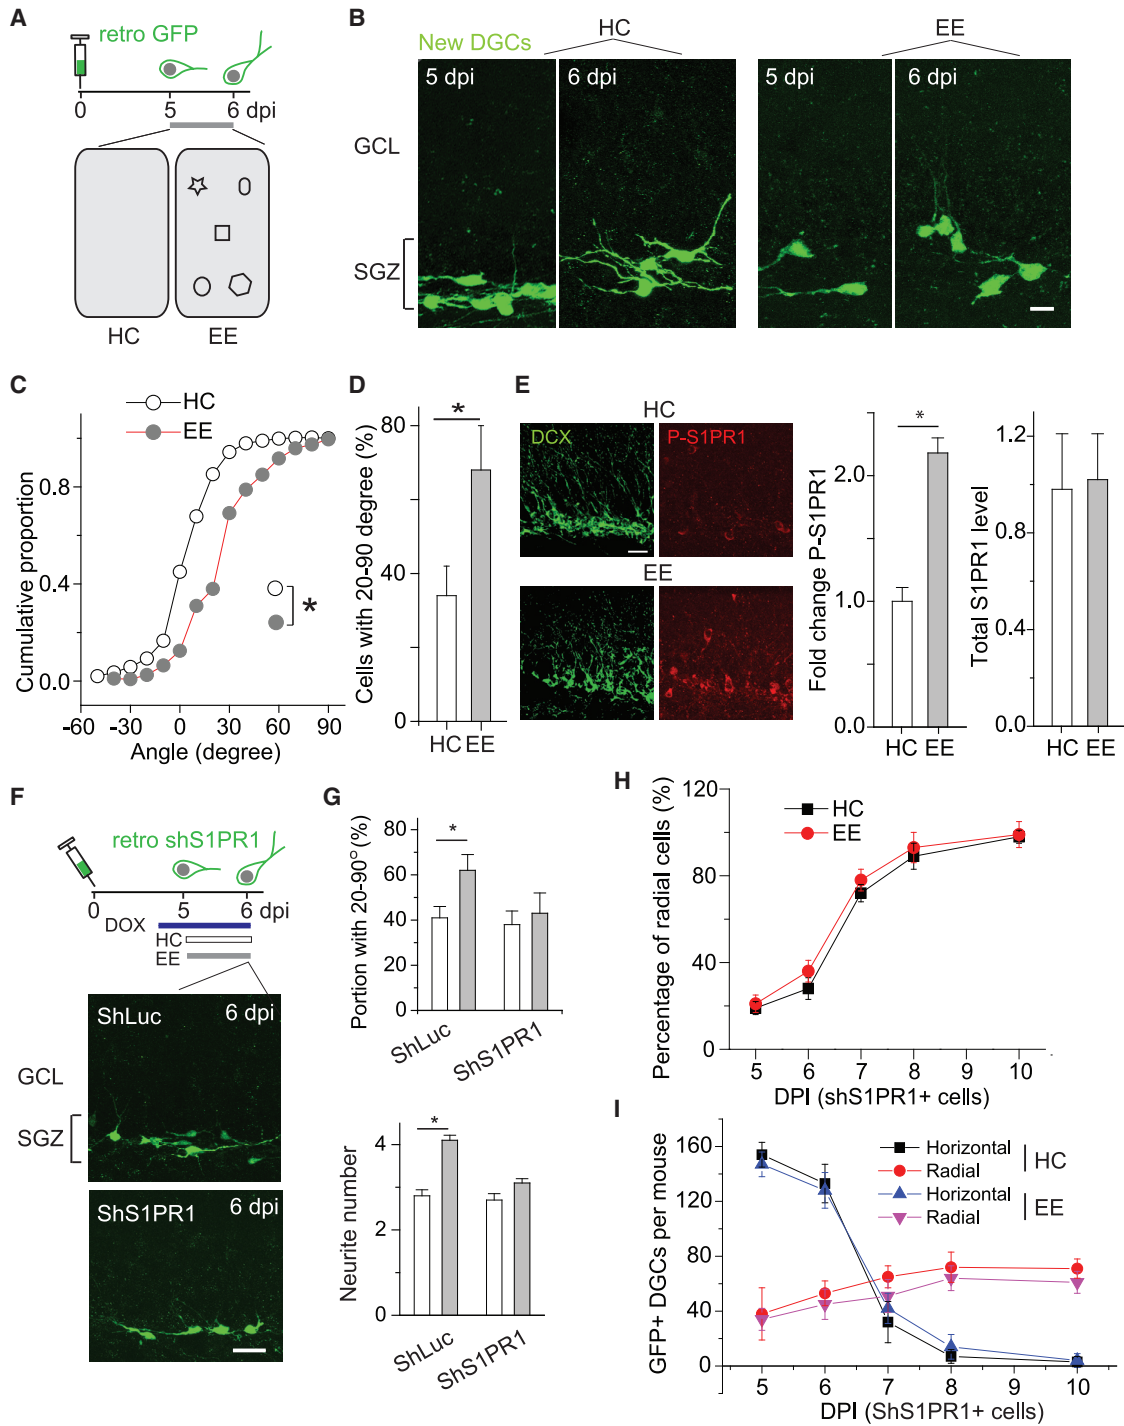 A
retro GFP
0
5
6 dpi
HC
EE
B
New DGCs
HC
EE
5 dpi
6 dpi
5 dpi
6 dpi
GCL
SGZ
C
HC
EE
Cumulative proportion
0.8
0.4
0.0
*
-60
-30
0
30
60
90
Angle (degree)
D
Cells with 20-90 degree (%)
80
40
0
*
HC EE
E
HC
DCX
P-S1PR1
EE
Fold change P-S1PR1
2.0
1.0
0.0
*
HC EE
Total S1PR1 level
1.2
0.8
0.4
0.0
HC EE
F
retro shS1PR1
0
5
6 dpi
DOX
HC
EE
ShLuc
6 dpi
GCL
SGZ
ShS1PR1
6 dpi
G
Portion with 20-90° (%)
80
60
40
20
0
*
ShLuc
ShS1PR1
Neurite number
4
2
0
*
ShLuc
ShS1PR1
H
Percentage of radial cells (%)
120
80
40
0
HC
EE
5 6 7 8 9 10
DPI (shS1PR1+ cells)
I
GFP+ DGCs per mouse
160
120
80
40
0
Horizontal
Radial
HC
Horizontal
Radial
EE
5 6 7 8 9 10
DPI (ShS1PR1+ cells)